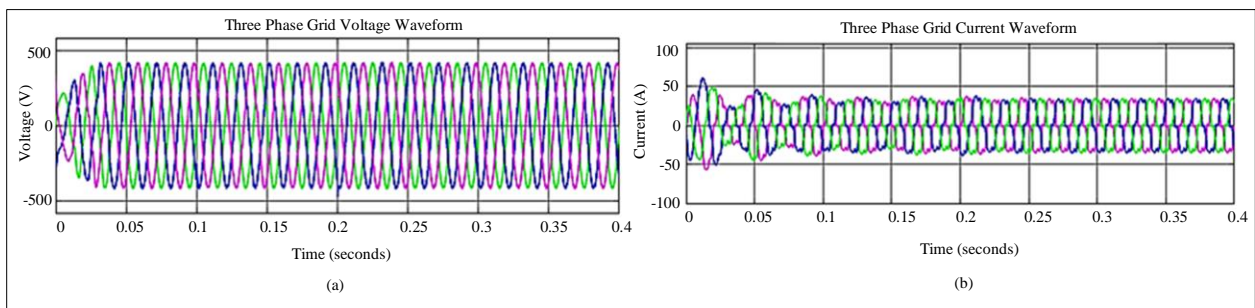 Three Phase Grid Voltage Waveform
500
0
-500
Voltage (V)
0 0.05 0.1 0.15 0.2 0.25 0.3 0.35 0.4
Time (seconds)
(a)
Three Phase Grid Current Waveform
100
50
0
-50
-100
Current (A)
0 0.05 0.1 0.15 0.2 0.25 0.3 0.35 0.4
Time (seconds)
(b)